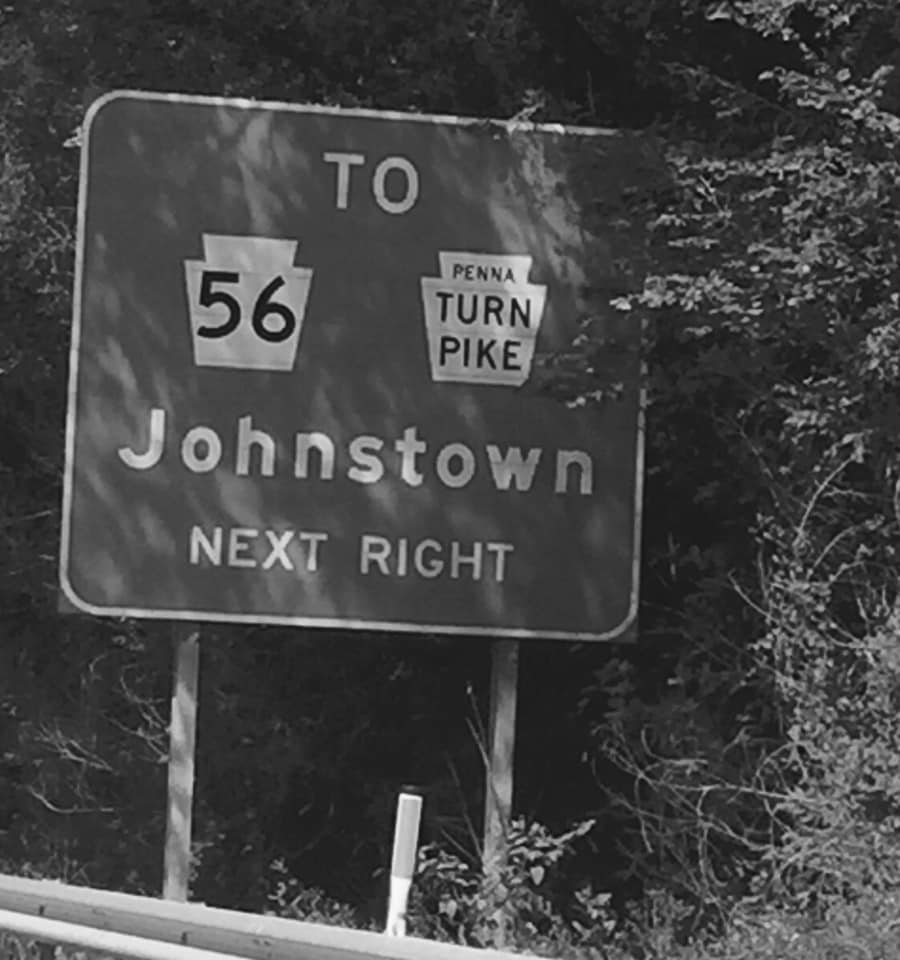 TO
56
PENNA
TURN
PIKE
Johnstown
NEXT RIGHT